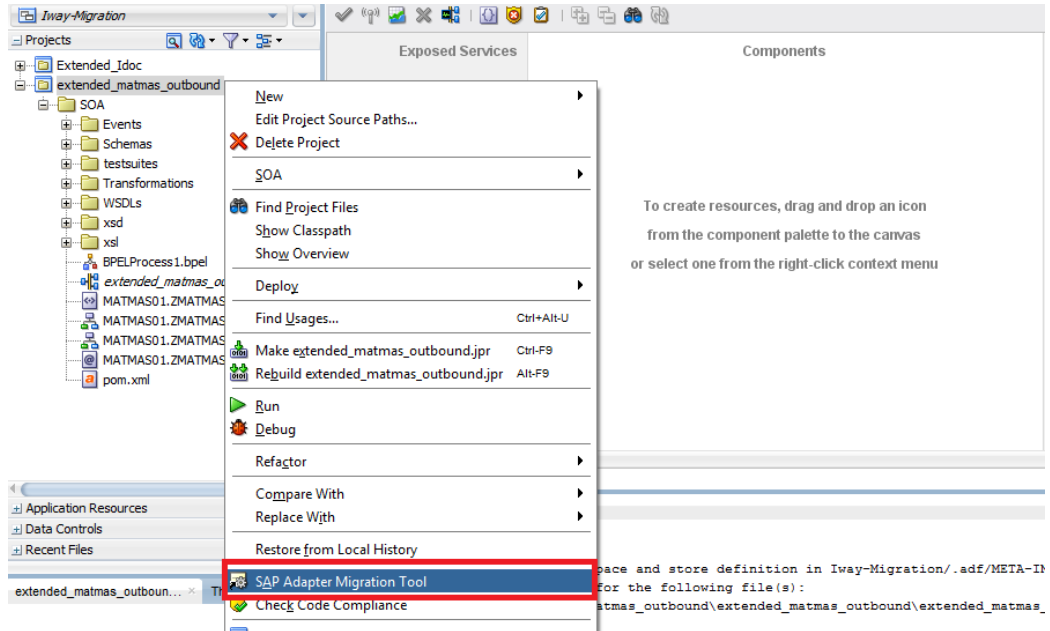 Iway-Migration
Projects
Extended_Idoc
extended_matmas_outbound
SOA
Events
Schemas
testsuites
Transformations
WSDLs
xsd
xsl
BPELProcess1.bpel
extended_matmas_ou
MATMAS01.ZMATMAS
MATMAS01.ZMATMAS
MATMAS01.ZMATMAS
MATMAS01.ZMATMAS
pom.xml
Application Resources
Data Controls
Recent Files
extended_matmas_outboun...
New
Edit Project Source Paths...
Delete Project
SOA
Find Project Files
Show Classpath
Show Overview
Deploy
Find Usages... Ctrl+Alt-U
Make extended_matmas_outbound.jpr Ctrl-F9
Rebuild extended_matmas_outbound.jpr Alt-F9
Run
Debug
Refactor
Compare With
Replace With
Restore from Local History
SAP Adapter Migration Tool
Check Code Compliance
Exposed Services
Components
To create resources, drag and drop an icon
from the component palette to the canvas
or select one from the right-click context menu
pace and store definition in Iway-Migration/.adf/META-IN
for the following file(s):
atmas_outbound\extended_matmas_outbound\extended_matmas_